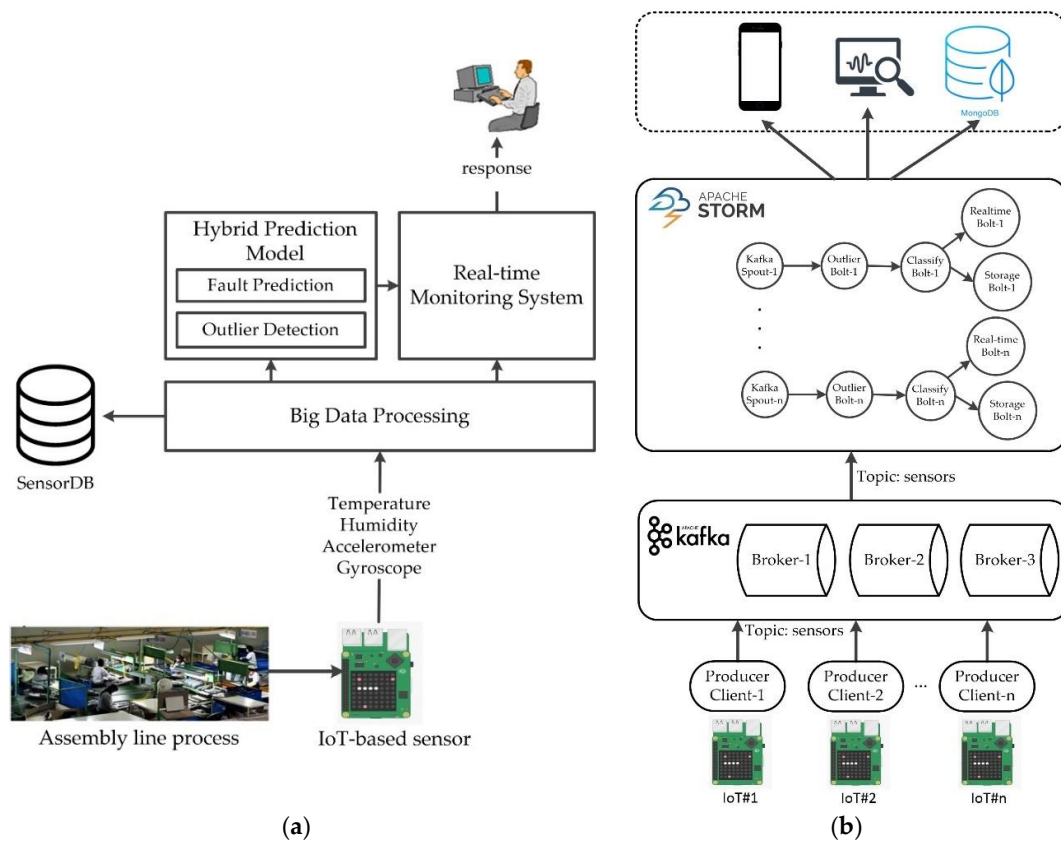 response
Hybrid Prediction
Model
Fault Prediction
Outlier Detection
Real-time
Monitoring System
Big Data Processing
SensorDB
Temperature
Humidity
Accelerometer
Gyroscope
Assembly line process
IoT-based sensor
(a)
MongoDB
APACHE
STORM
Kafka
Spout-1
Outlier
Bolt-1
Classify
Bolt-1
Realtime
Bolt-1
Storage
Bolt-1
Kafka
Spout-n
Outlier
Bolt-n
Classify
Bolt-n
Real-time
Bolt-n
Storage
Bolt-n
Topic: sensors
APACHE
kafka
Broker-1
Broker-2
Broker-3
Topic: sensors
Producer
Client-1
Producer
Client-2
...
Producer
Client-n
IoT#1
IoT#2
IoT#n
(b)